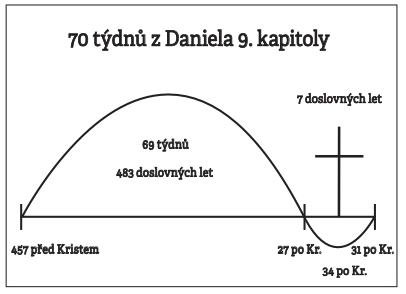 70 týdnů z Daniela 9. kapitoly
7 doslovných let
69 týdnů
483 doslovných let
457 před Kristem
27 po Kr.
31 po Kr.
34 po Kr.